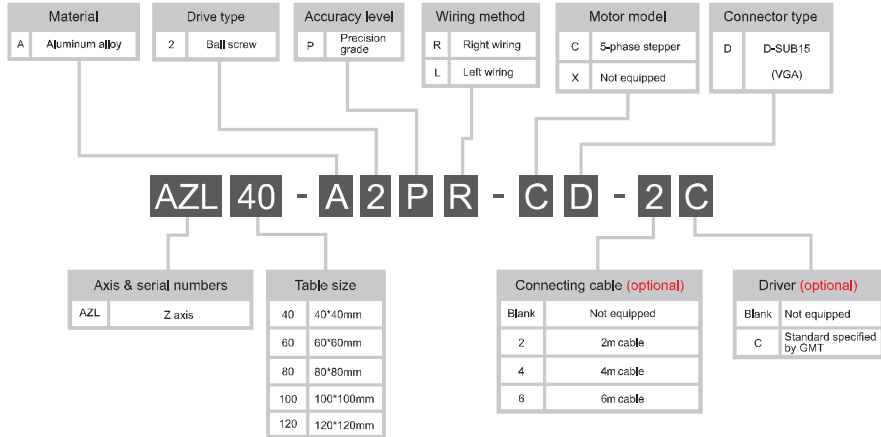 Material
A Aluminum alloy
Drive type
2 Ball screw
Accuracy level
P Precision
grade
Wiring method
R Right wiring
L Left wiring
Motor model
C 5-phase stepper
X Not equipped
Connector type
D D-SUB15
(VGA)
AZL 40 - A 2 P R - C D - 2 C
Axis & serial numbers
AZL Z axis
Table size
40 40*40mm
60 60*60mm
80 80*80mm
100 100*100mm
120 120*120mm
Connecting cable (optional)
Blank Not equipped
2 2m cable
4 4m cable
6 6m cable
Driver (optional)
Blank Not equipped
C Standard specified
by GMT